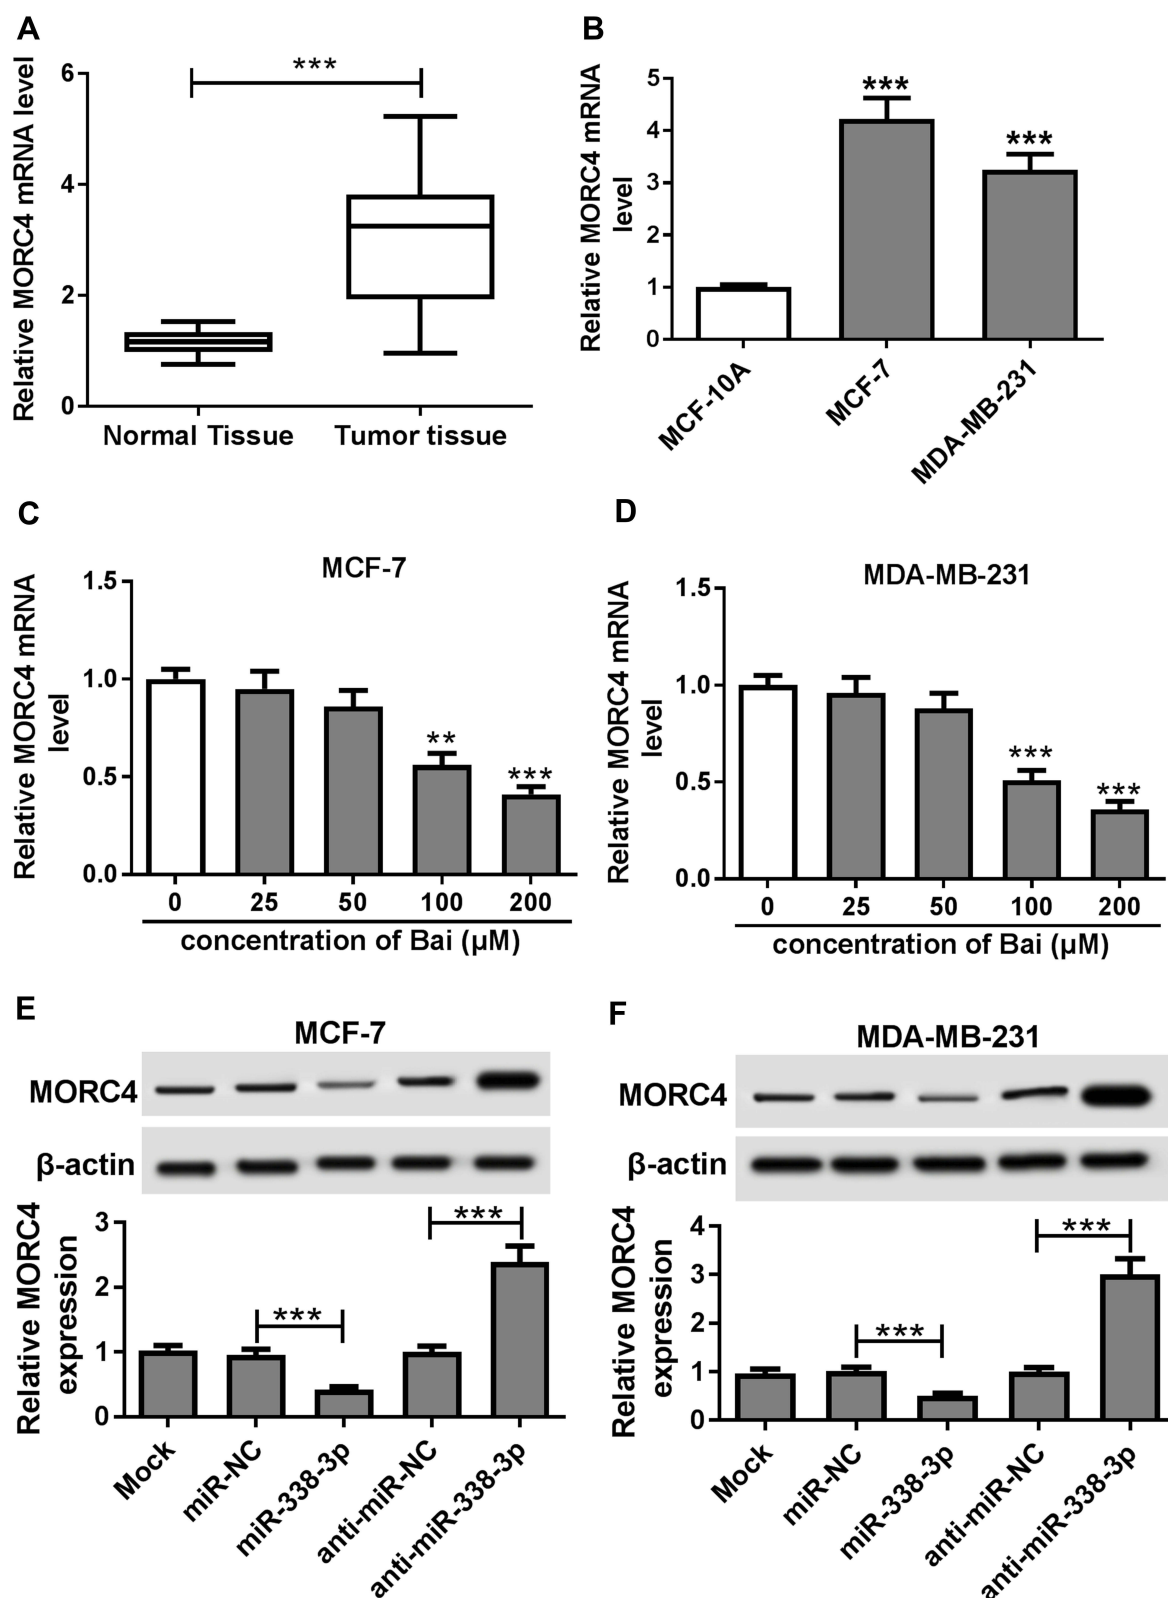 A
Relative MORC4 mRNA level
6
4
2
0
***
Normal Tissue
Tumor tissue
B
Relative MORC4 mRNA
level
5
4
3
2
1
0
***
***
MCF-10A
MCF-7
MDA-MB-231
C
MCF-7
Relative MORC4 mRNA
level
1.5
1.0
0.5
0.0
**
***
0 25 50 100 200
concentration of Bai (μM)
D
MDA-MB-231
Relative MORC4 mRNA
level
1.5
1.0
0.5
0.0
***
***
0 25 50 100 200
concentration of Bai (μM)
E
MCF-7
MORC4
β-actin
Relative MORC4
expression
3
2
1
0
***
***
Mock
miR-NC
miR-338-3p
anti-miR-NC
anti-miR-338-3p
F
MDA-MB-231
MORC4
β-actin
Relative MORC4
expression
4
3
2
1
0
***
***
Mock
miR-NC
miR-338-3p
anti-miR-NC
anti-miR-338-3p